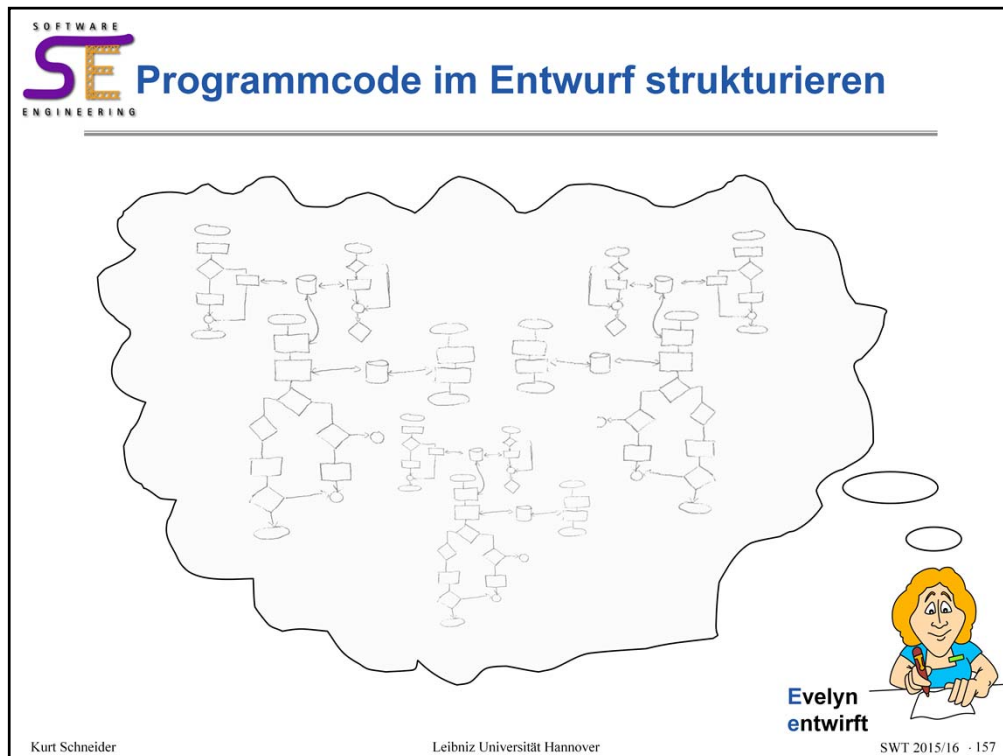 SOFTWARE
SE
ENGINEERING
Programmcode im Entwurf strukturieren
Evelyn
entwirft
Kurt Schneider
Leibniz Universität Hannover
SWT 2015/16 - 157